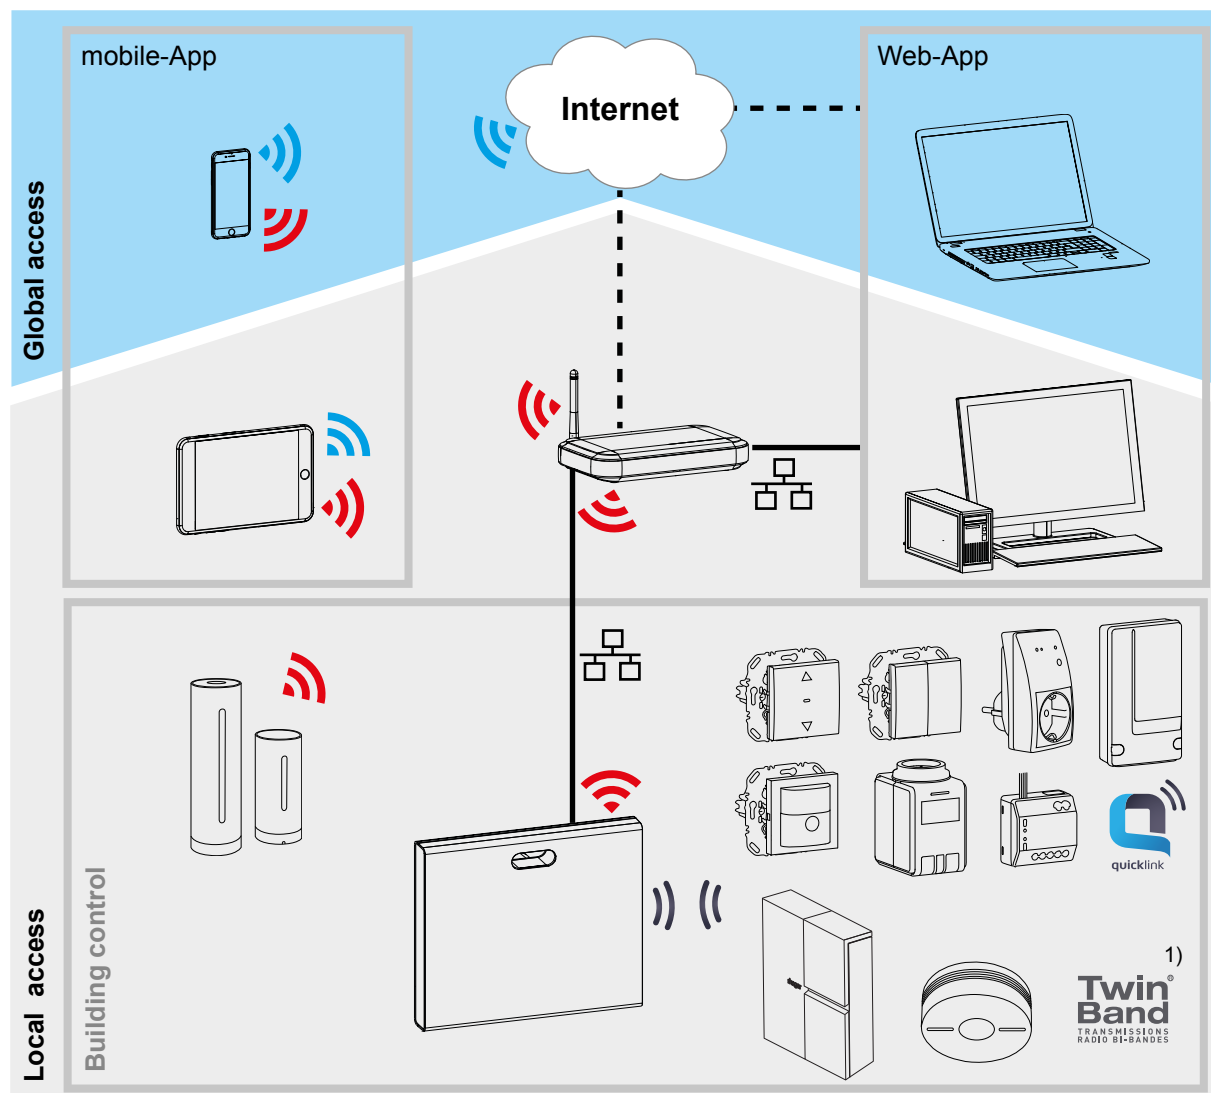 mobile-App
Internet
Web-App
Global access
Local access
Building control
quicklink
1)
Twin®
Band
TRANSMISSIONS
RADIO BI-BANDES